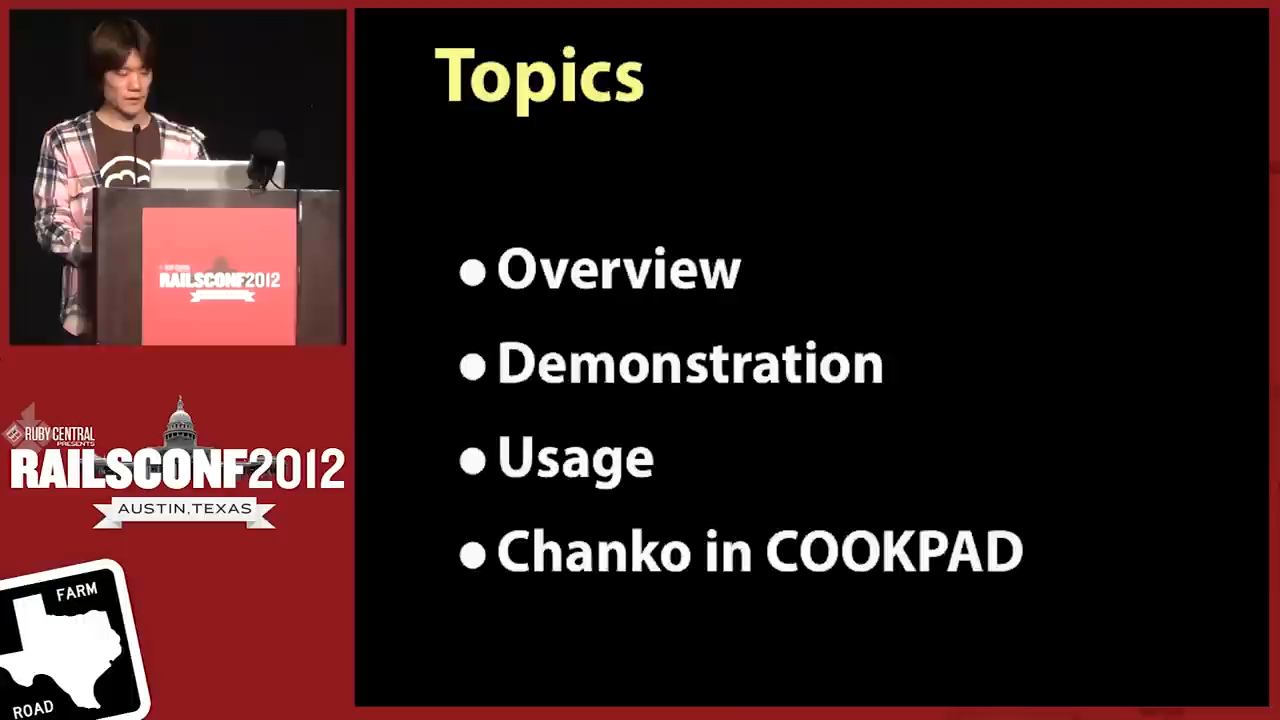 Topics
● Overview
● Demonstration
● Usage
● Chanko in COOKPAD
RAILSCONF2012
RUBY CENTRAL
PRESENTS
RAILSCONF2012
AUSTIN, TEXAS
FARM
ROAD